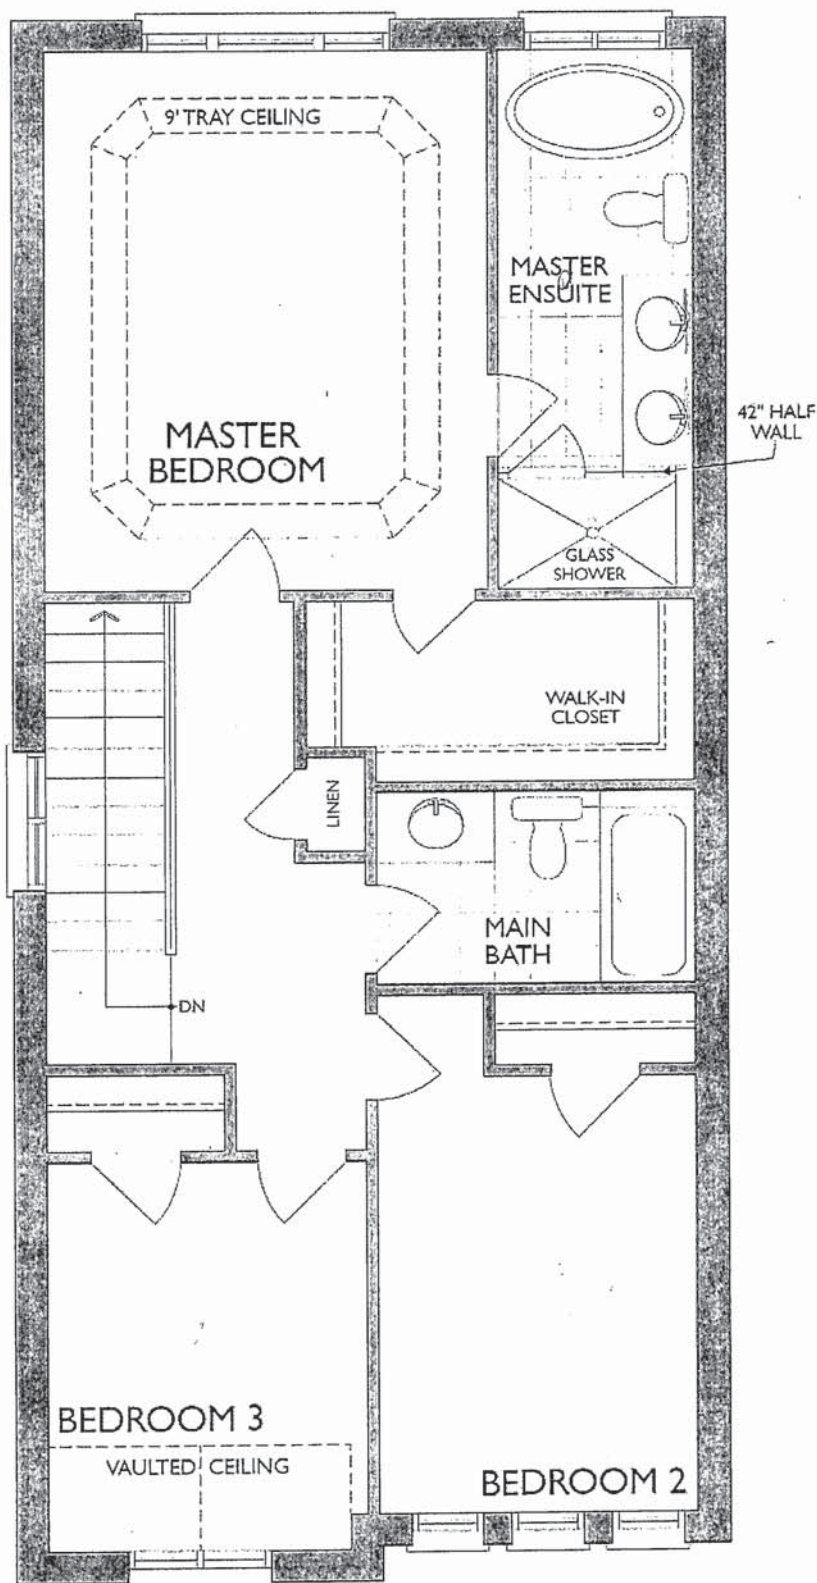 9' TRAY CEILING
MASTER
ENSUITE
MASTER
BEDROOM
42" HALF
WALL
GLASS
SHOWER
WALK-IN
CLOSET
LINEN
MAIN
BATH
DN
BEDROOM 3
VAULTED CEILING
BEDROOM 2